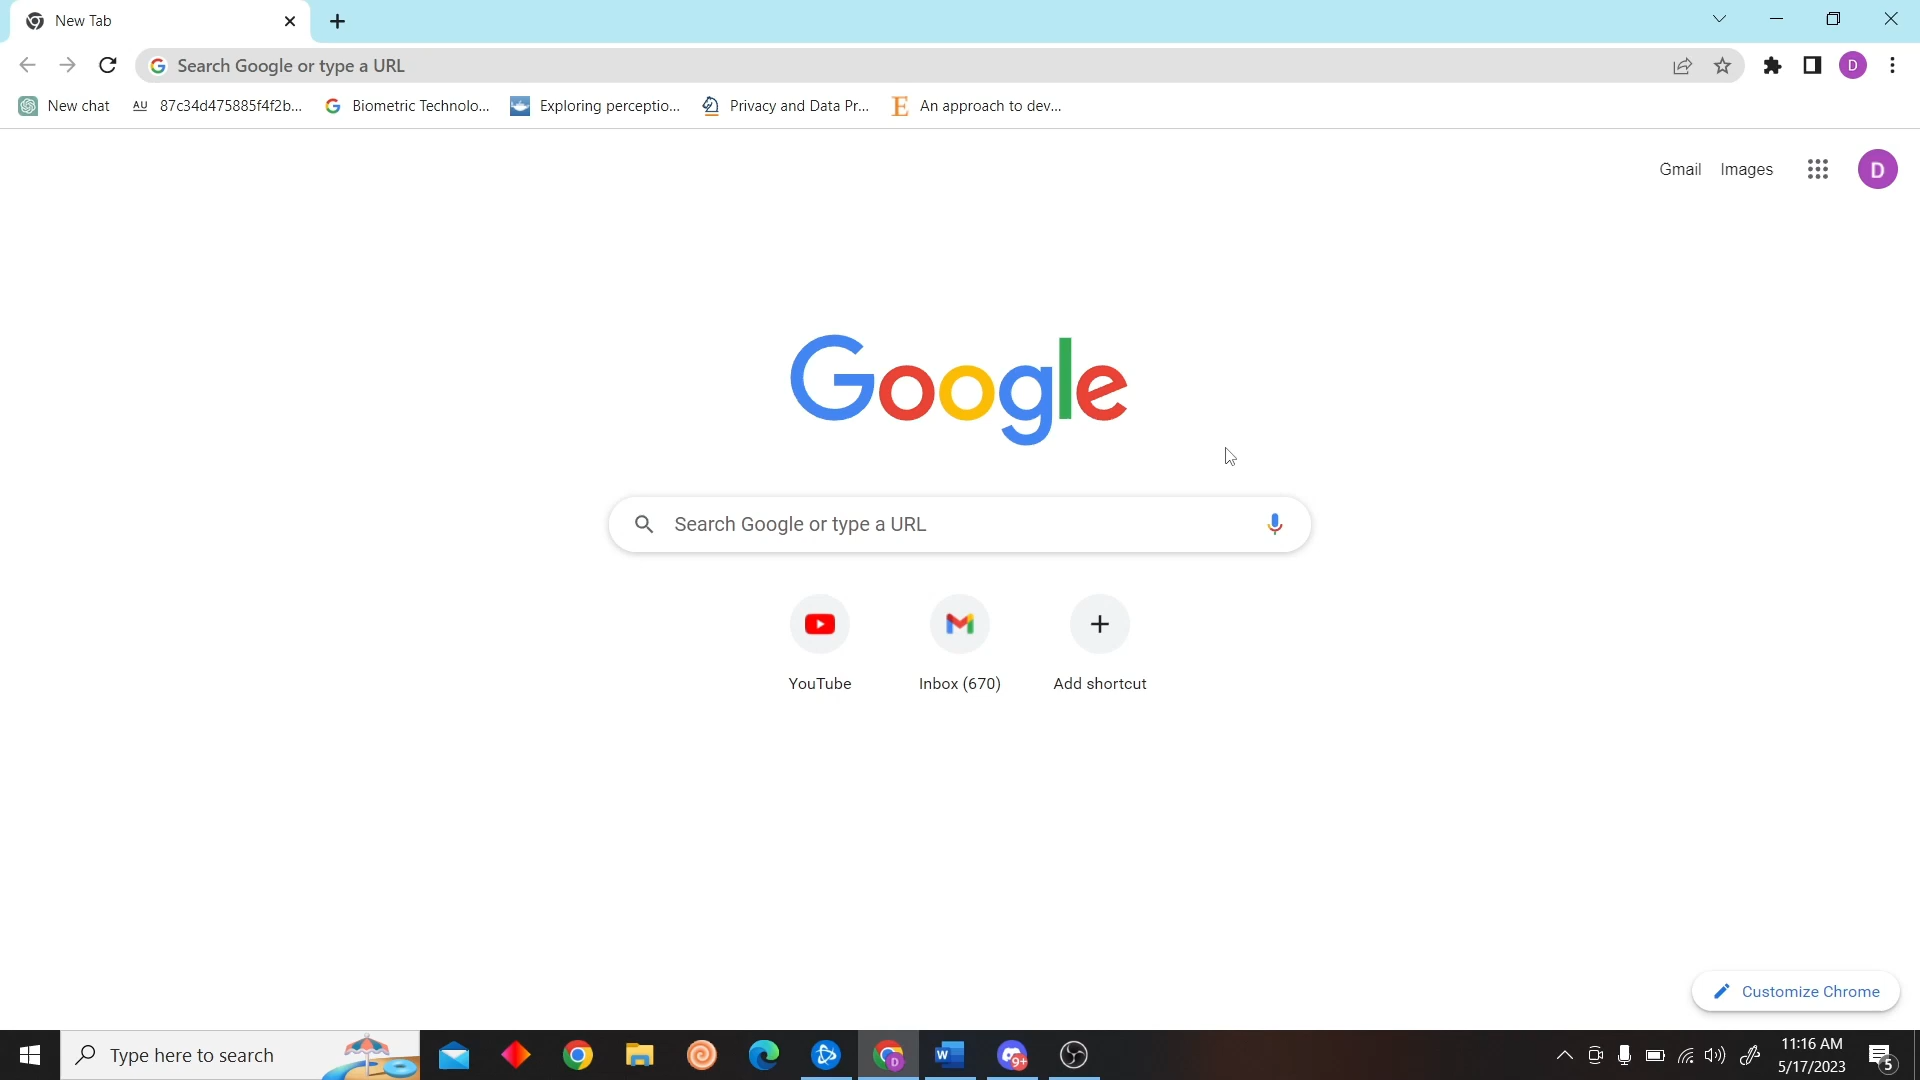 New Tab
Search Google or type a URL
D
New chat
AU 87c34d475885f4f2b...
Biometric Technolo...
Exploring perceptio...
Privacy and Data Pr...
E An approach to dev...
Gmail Images
D
Google
Search Google or type a URL
YouTube Inbox (670) Add shortcut
Customize Chrome
Type here to search
D
W
9+
11:16 AM
5/17/2023
5